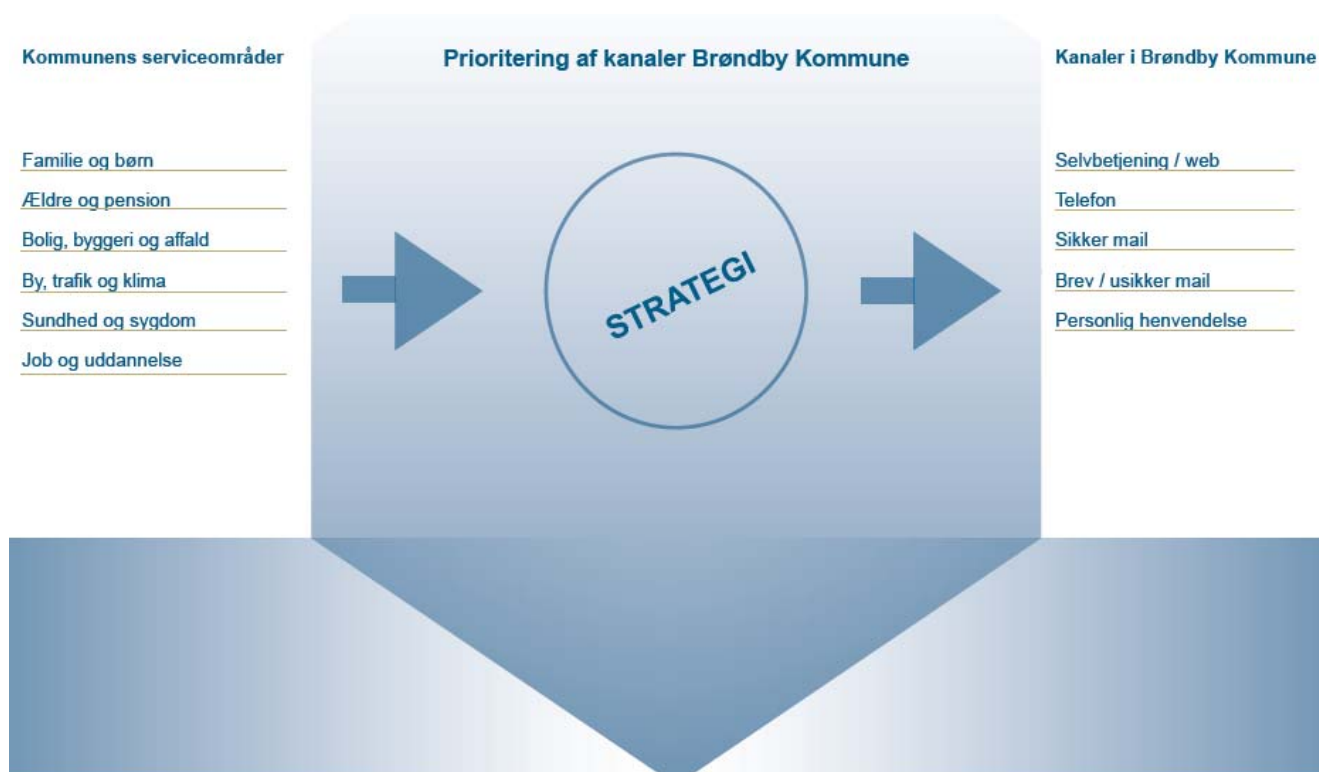 Kommunens serviceområder
Familie og børn
Ældre og pension
Bolig, byggeri og affald
By, trafik og klima
Sundhed og sygdom
Job og uddannelse
Prioritering af kanaler Brøndby Kommune
STRATEGI
Kanaler i Brøndby Kommune
Selvbetjening / web
Telefon
Sikker mail
Brev / usikker mail
Personlig henvendelse